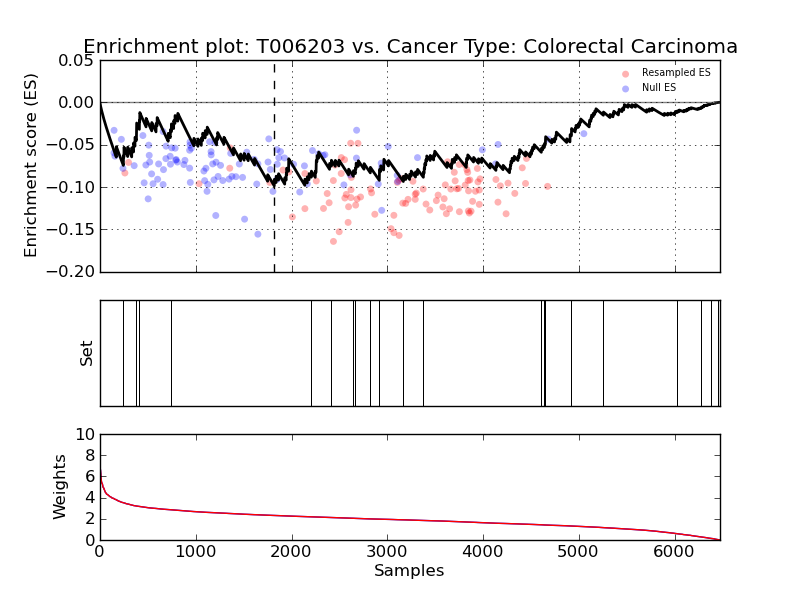 Enrichment plot: T006203 vs. Cancer Type: Colorectal Carcinoma
0.05
0.00
−0.05
−0.10
−0.15
−0.20
Enrichment score (ES)
Resampled ES
Null ES
Set
10
8
6
4
2
0
Weights
0 1000 2000 3000 4000 5000 6000
Samples